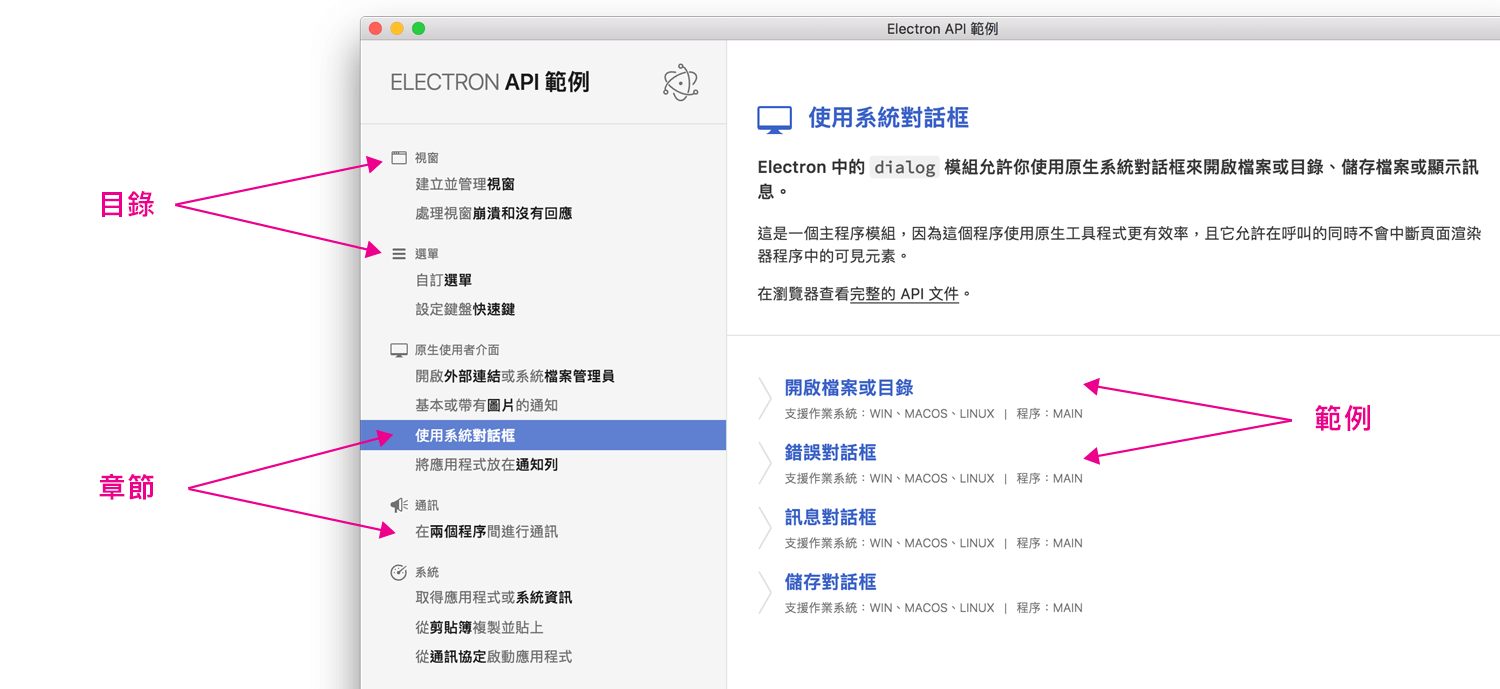 Electron API 範例
ELECTRON API 範例
視窗
建立並管理視窗
處理視窗崩潰和沒有回應
選單
自訂選單
設定鍵盤快速鍵
原生使用者介面
開啟外部連結或系統檔案管理員
基本或帶有圖片的通知
使用系統對話框
將應用程式放在通知列
通訊
在兩個程序間進行通訊
系統
取得應用程式或系統資訊
從剪貼簿複製並貼上
從通訊協定啟動應用程式
目錄
章節
使用系統對話框
Electron 中的 dialog 模組允許你使用原生系統對話框來開啟檔案或目錄、儲存檔案或顯示訊
息。
這是一個主程序模組，因為這個程序使用原生工具程式更有效率，且它允許在呼叫的同時不會中斷頁面渲染
器程序中的可見元素。
在瀏覽器查看完整的 API 文件。
開啟檔案或目錄
支援作業系統：WIN、MACOS、LINUX | 程序：MAIN
錯誤對話框
支援作業系統：WIN、MACOS、LINUX | 程序：MAIN
訊息對話框
支援作業系統：WIN、MACOS、LINUX | 程序：MAIN
儲存對話框
支援作業系統：WIN、MACOS、LINUX | 程序：MAIN
範例